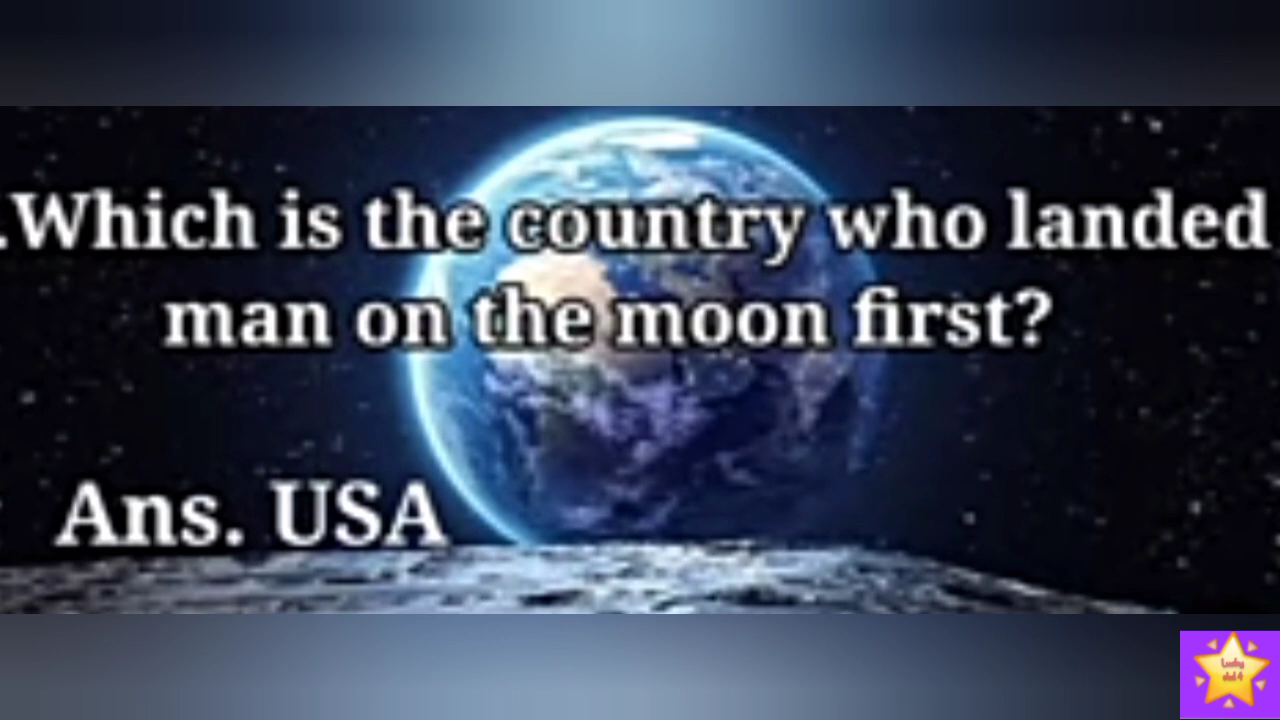 .Which is the country who landed
man on the moon first?
Ans. USA